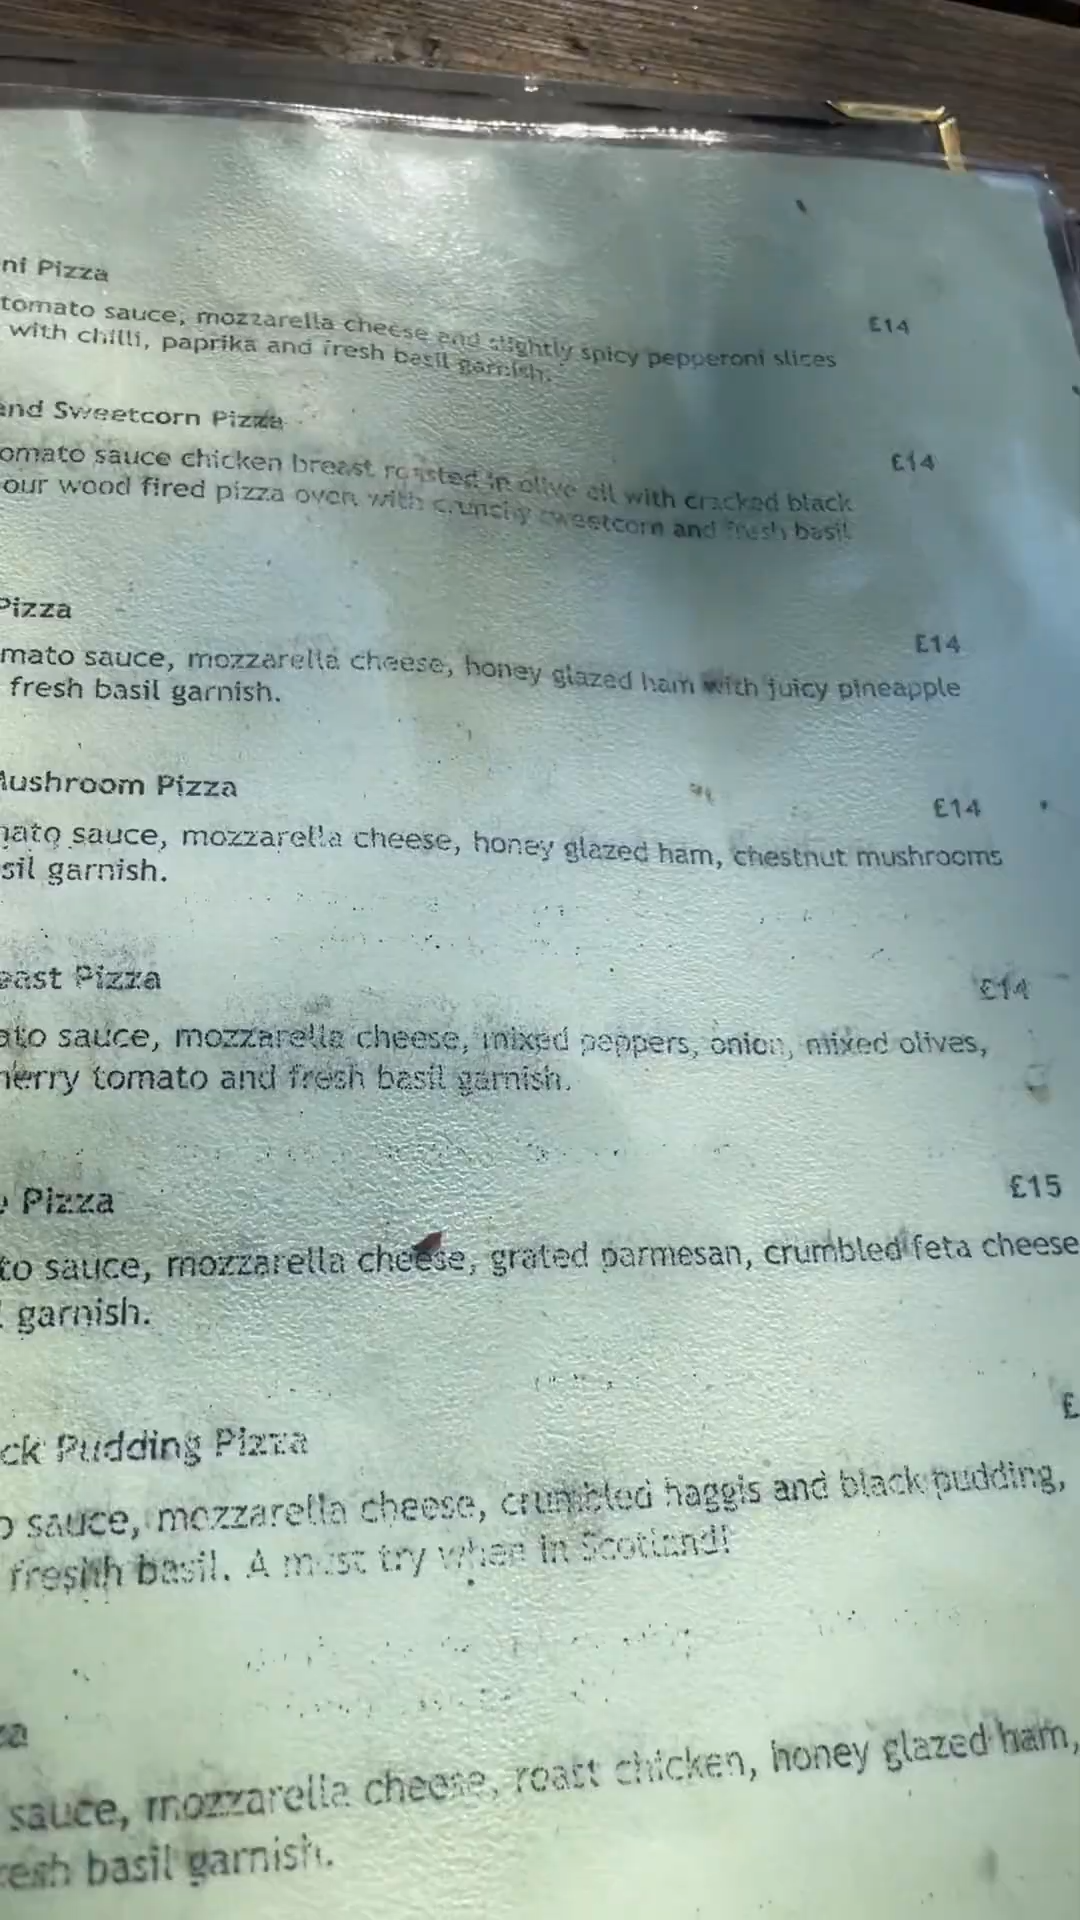 ni Pizza
£14
tomato sauce, mozzarella cheese and slightly spicy pepperoni slices
with chilli, paprika and fresh basil garnish.
and Sweetcorn Pizza
£14
omato sauce chicken breast roasted in olive oil with cracked black
our wood fired pizza oven with crunchy sweetcorn and fresh basil
Pizza
£14
mato sauce, mozzarella cheese, honey glazed ham with juicy pineapple
fresh basil garnish.
Mushroom Pizza
£14
nato sauce, mozzarella cheese, honey glazed ham, chestnut mushrooms
sil garnish.
east Pizza
£14
ato sauce, mozzarella cheese, mixed peppers, onion, mixed olives,
herry tomato and fresh basil garnish.
Pizza
£15
to sauce, mozzarella cheese, grated parmesan, crumbled feta cheese
garnish.
£
ck Pudding Pizza
o sauce, mozzarella cheese, crumbled haggis and black pudding,
freshh basil. A must try when in Scotland!
za
sauce, mozzarella cheese, roast chicken, honey glazed ham,
resh basil garnish.